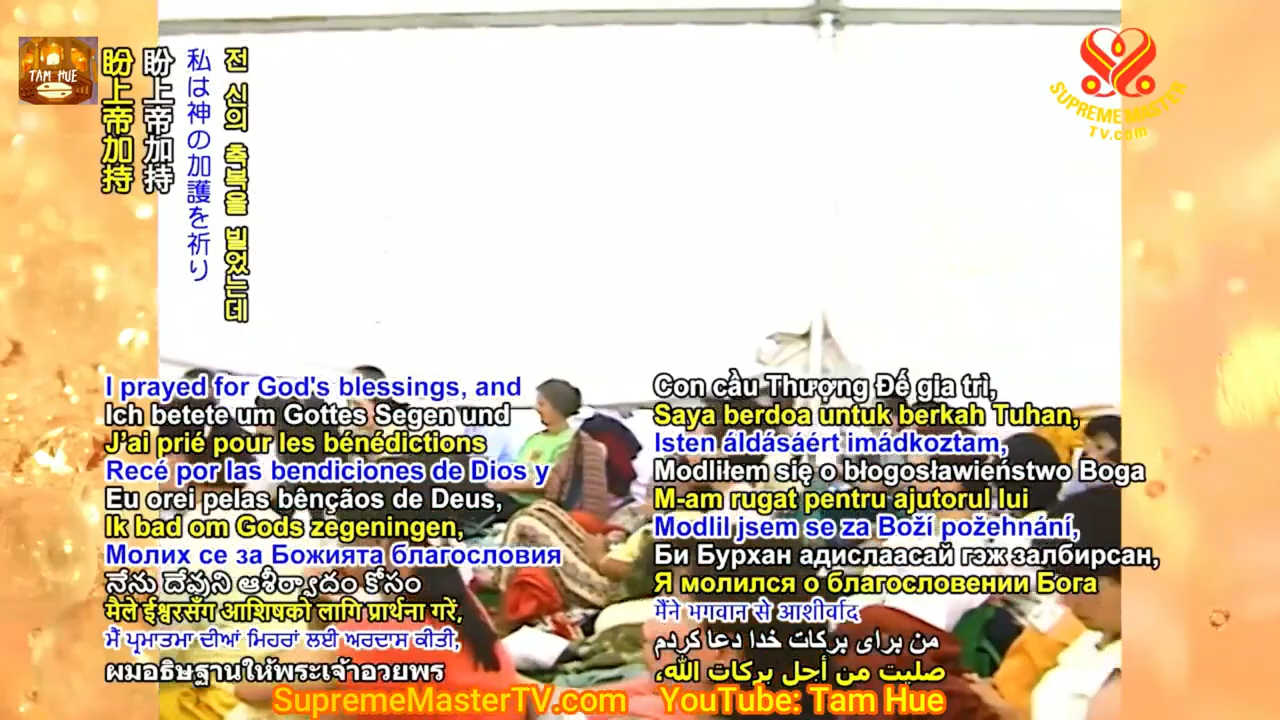 TAM HUE
盼上帝加持
盼上帝加持
私は神の加護を祈り
전 신의 축복을 빌었는데
SUPREME MASTER
TV.com
I prayed for God's blessings, and
Ich betete um Gottes Segen und
J'ai prié pour les bénédictions
Recé por las bendiciones de Dios y
Eu orei pelas bênçãos de Deus,
Ik bad om Gods zegeningen,
Молих се за Божията благословия
నేను దేవుని ఆశీర్వాదం కోసం
मैले ईश्वरसँग आशिषको लागि प्रार्थना गरें,
ਮੈਂ ਪ੍ਰਮਾਤਮਾ ਦੀਆਂ ਮਿਹਰਾਂ ਲਈ ਅਰਦਾਸ ਕੀਤੀ,
ผมอธิษฐานให้พระเจ้าอวยพร
Con cầu Thượng Đế gia trì,
Saya berdoa untuk berkah Tuhan,
Isten áldásáért imádkoztam,
Modliłem się o błogosławieństwo Boga
M-am rugat pentru ajutorul lui
Modlil jsem se za Boží požehnání,
Би Бурхан адислаасай гэж залбирсан,
Я молился о благословении Бога
मैंने भगवान से आशीर्वाद
من برای برکات خدا دعا کردم
صليت من أجل بركات الله،
SupremeMasterTV.com YouTube: Tam Hue